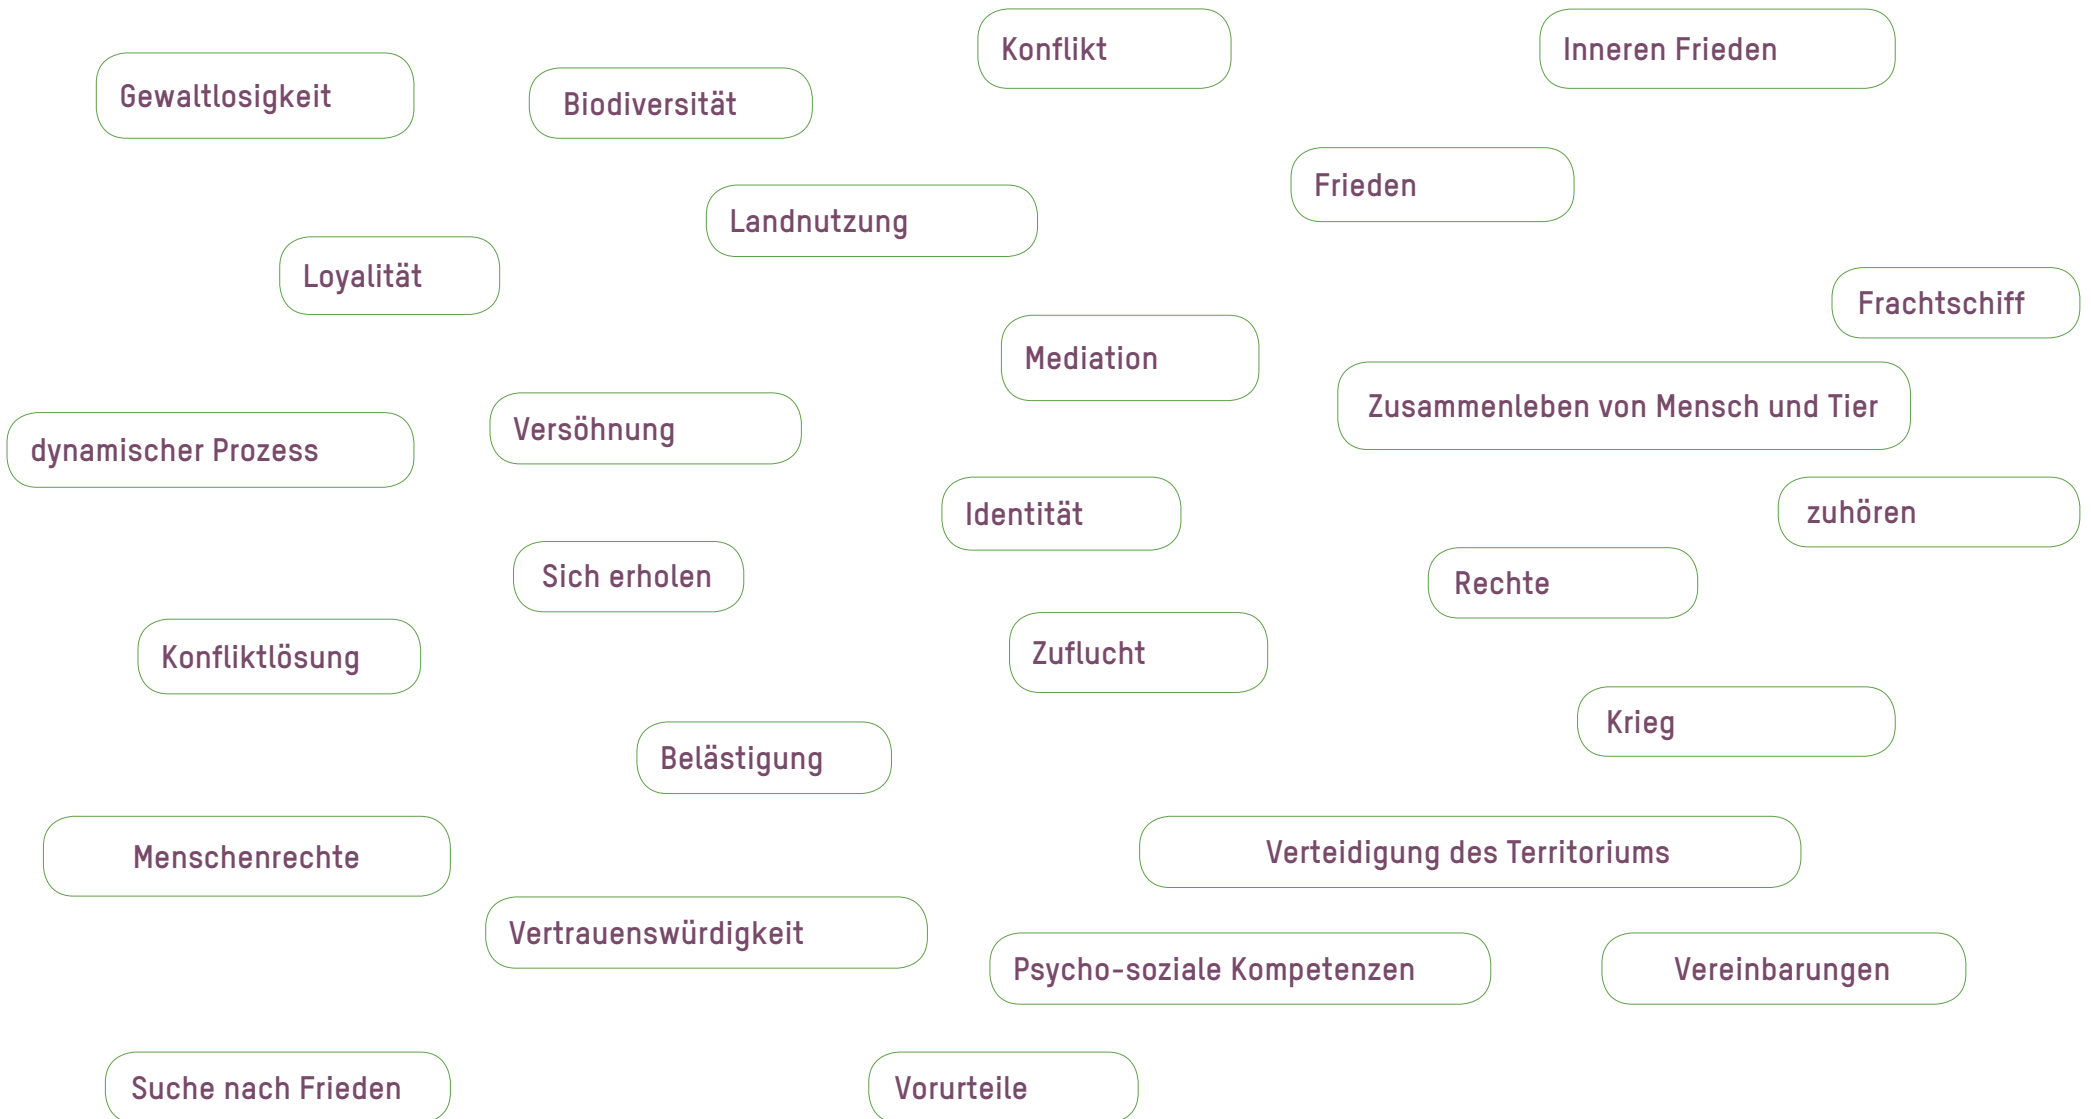 Konflikt
Inneren Frieden
Gewaltlosigkeit
Biodiversität
Frieden
Landnutzung
Loyalität
Frachtschiff
Mediation
Zusammenleben von Mensch und Tier
Versöhnung
dynamischer Prozess
Identität
zuhören
Sich erholen
Rechte
Konfliktlösung
Zuflucht
Krieg
Belästigung
Menschenrechte
Verteidigung des Territoriums
Vertrauenswürdigkeit
Psycho-soziale Kompetenzen
Vereinbarungen
Suche nach Frieden
Vorurteile